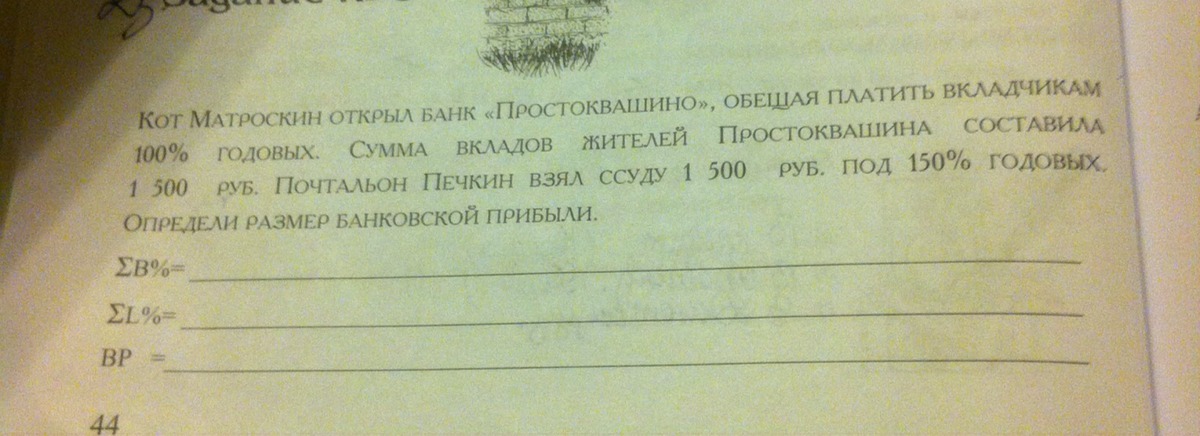 Задание
Кот Матроскин открыл банк «Простоквашино», обещая платить вкладчикам
100% годовых. Сумма вкладов жителей Простоквашина составила
1 500 руб. Почтальон Печкин взял ссуду 1 500 руб. под 150% годовых.
Определи размер банковской прибыли.
ΣB%=
ΣL%=
BP =
44